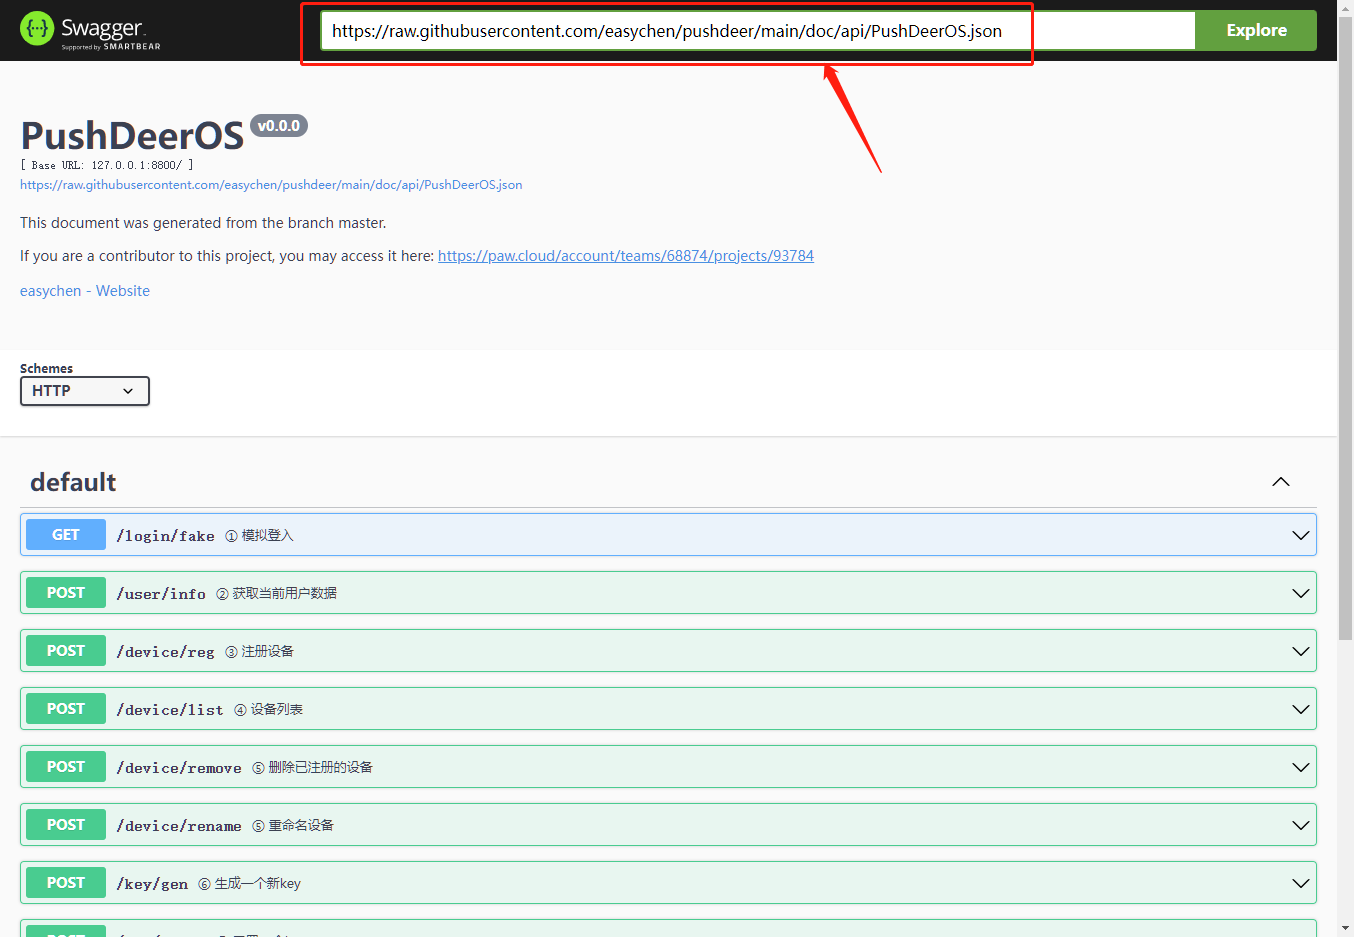 Swagger
Supported by SMARTBEAR
https://raw.githubusercontent.com/easychen/pushdeer/main/doc/api/PushDeerOS.json
Explore
PushDeerOS v0.0.0
[ Base URL: 127.0.0.1:8800/ ]
https://raw.githubusercontent.com/easychen/pushdeer/main/doc/api/PushDeerOS.json
This document was generated from the branch master.
If you are a contributor to this project, you may access it here: https://paw.cloud/account/teams/68874/projects/93784
easychen - Website
Schemes
HTTP
default
GET /login/fake ① 模拟登入
POST /user/info ② 获取当前用户数据
POST /device/reg ③ 注册设备
POST /device/list ④ 设备列表
POST /device/remove ⑤ 删除已注册的设备
POST /device/rename ⑤ 重命名设备
POST /key/gen ⑥ 生成一个新key
POST